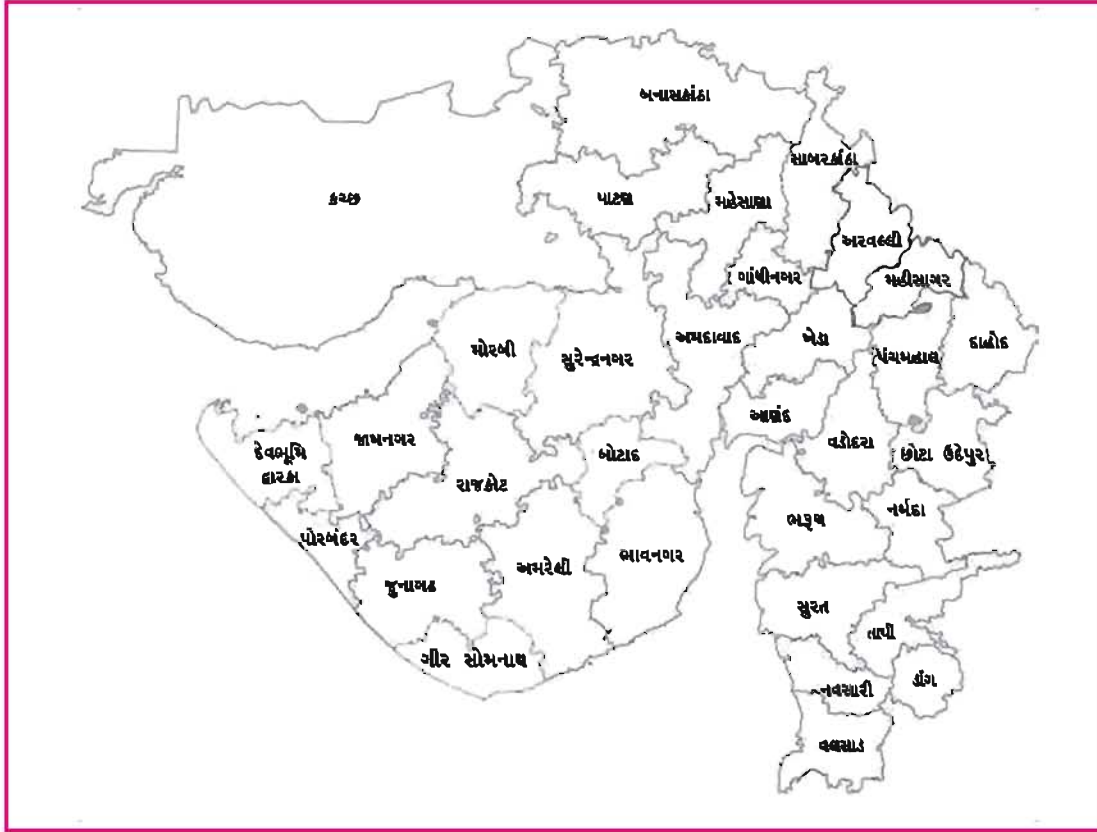 બનાસકાંઠા
સાબરકાંઠા
કચ્છ
પાટણ
મહેસાણા
અરવલ્લી
ગાંધીનગર
મહીસાગર
મોરબી
સુરેન્દ્રનગર
અમદાવાદ
ખેડા
પંચમહાલ
દાહોદ
આણંદ
જામનગર
વડોદરા
દેવભૂમિ
દ્વારકા
બોટાદ
છોટા ઉદેપુર
રાજકોટ
નર્મદા
ભરૂચ
પોરબંદર
અમરેલી
ભાવનગર
જુનાગઢ
સુરત
તાપી
ગીર સોમનાથ
ડાંગ
નવસારી
વલસાડ